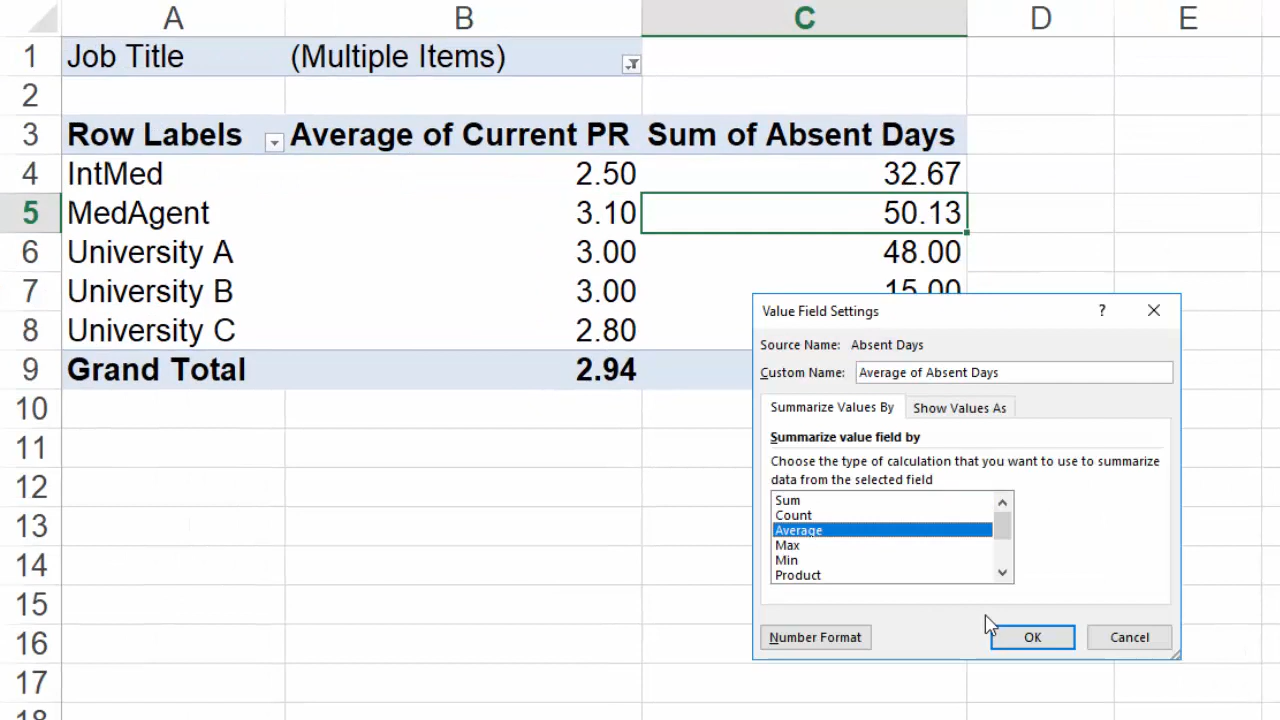 A B C D E
1 Job Title (Multiple Items)
2
3 Row Labels Average of Current PR Sum of Absent Days
4 IntMed 2.50 32.67
5 MedAgent 3.10 50.13
6 University A 3.00 48.00
7 University B 3.00 15.00
8 University C 2.80
9 Grand Total 2.94
10
11
12
13
14
15
16
17
18
Value Field Settings ? ×
Source Name: Absent Days
Custom Name: Average of Absent Days
Summarize Values By Show Values As
Summarize value field by
Choose the type of calculation that you want to use to summarize
data from the selected field
Sum
Count
Average
Max
Min
Product
Number Format OK Cancel